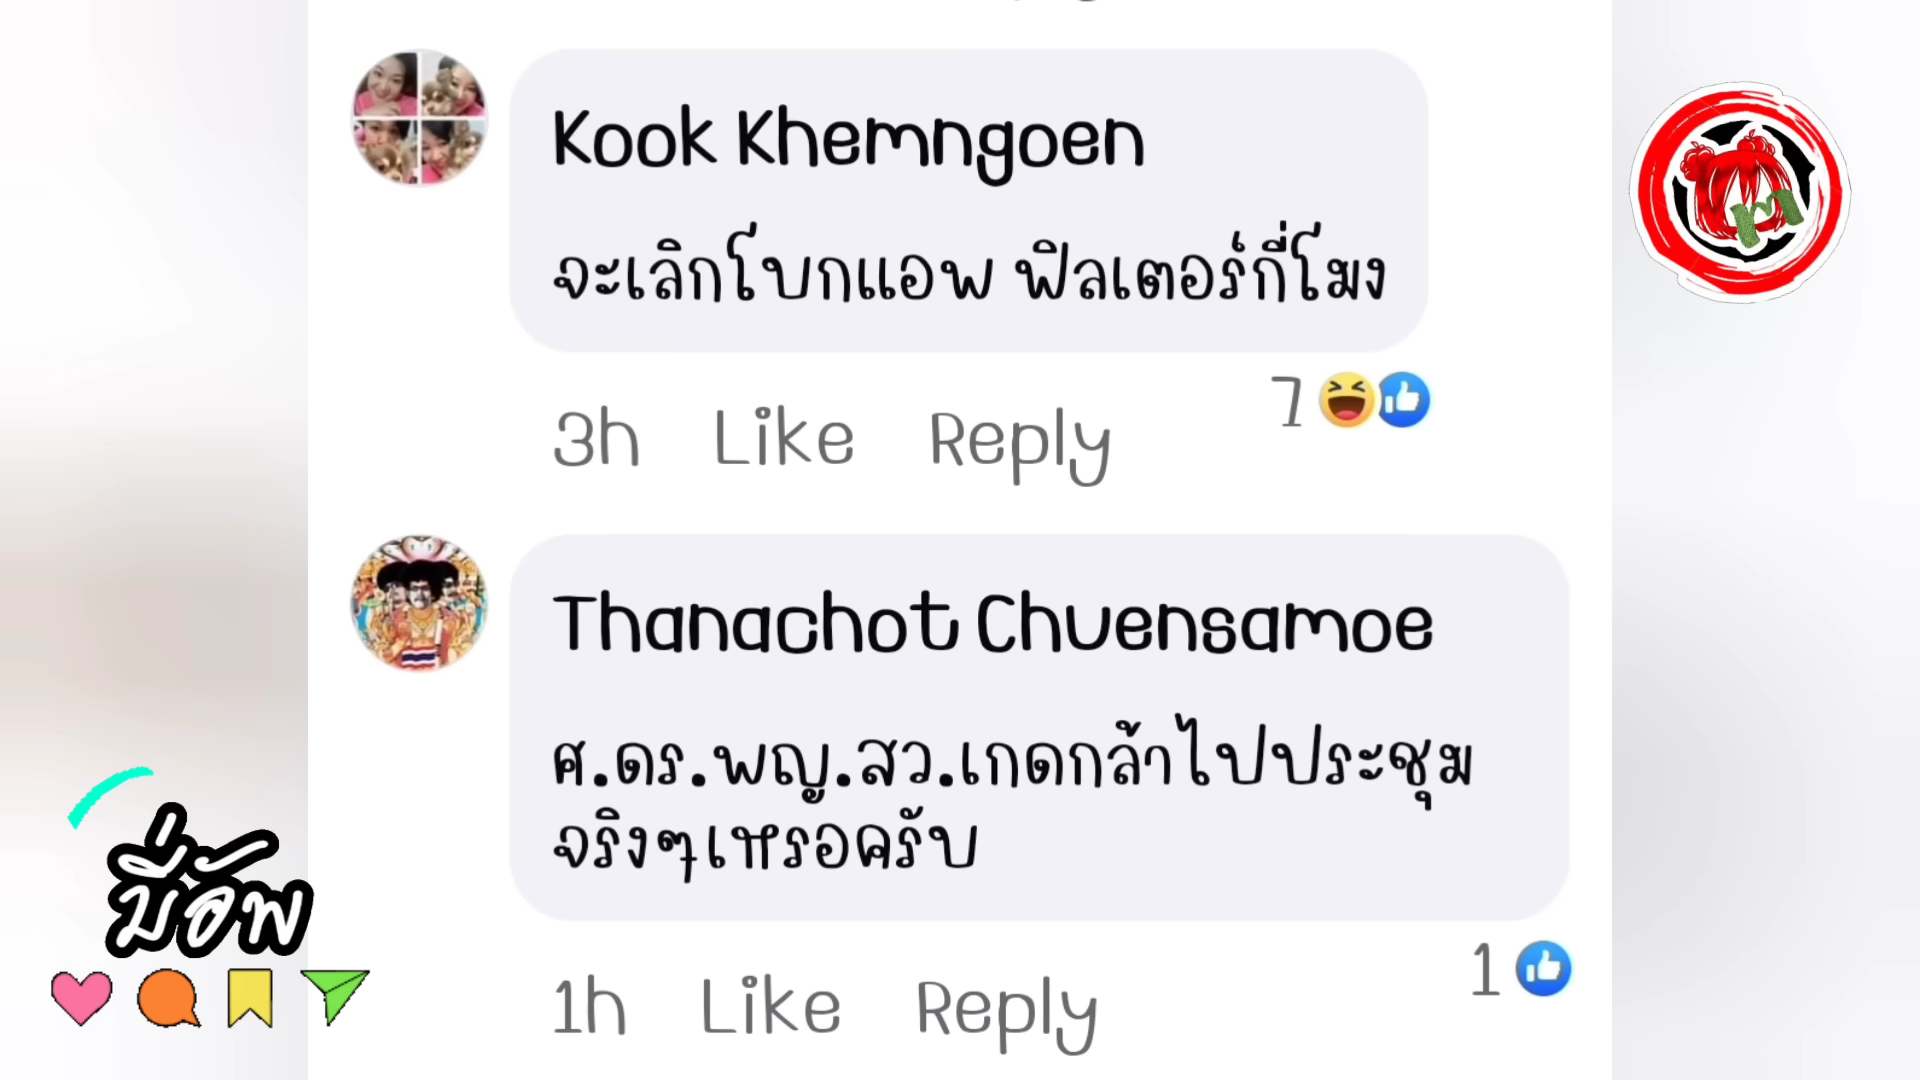 Kook Khemngoen
จะเลิกโบกแอพ ฟิลเตอร์กี่โมง
7
3h Like Reply
Thanachot Chuensamoe
ศ.ดร.พญ.สว.เกดกล้าไปประชุม
จริงๆเหรอครับ
1
1h Like Reply
m